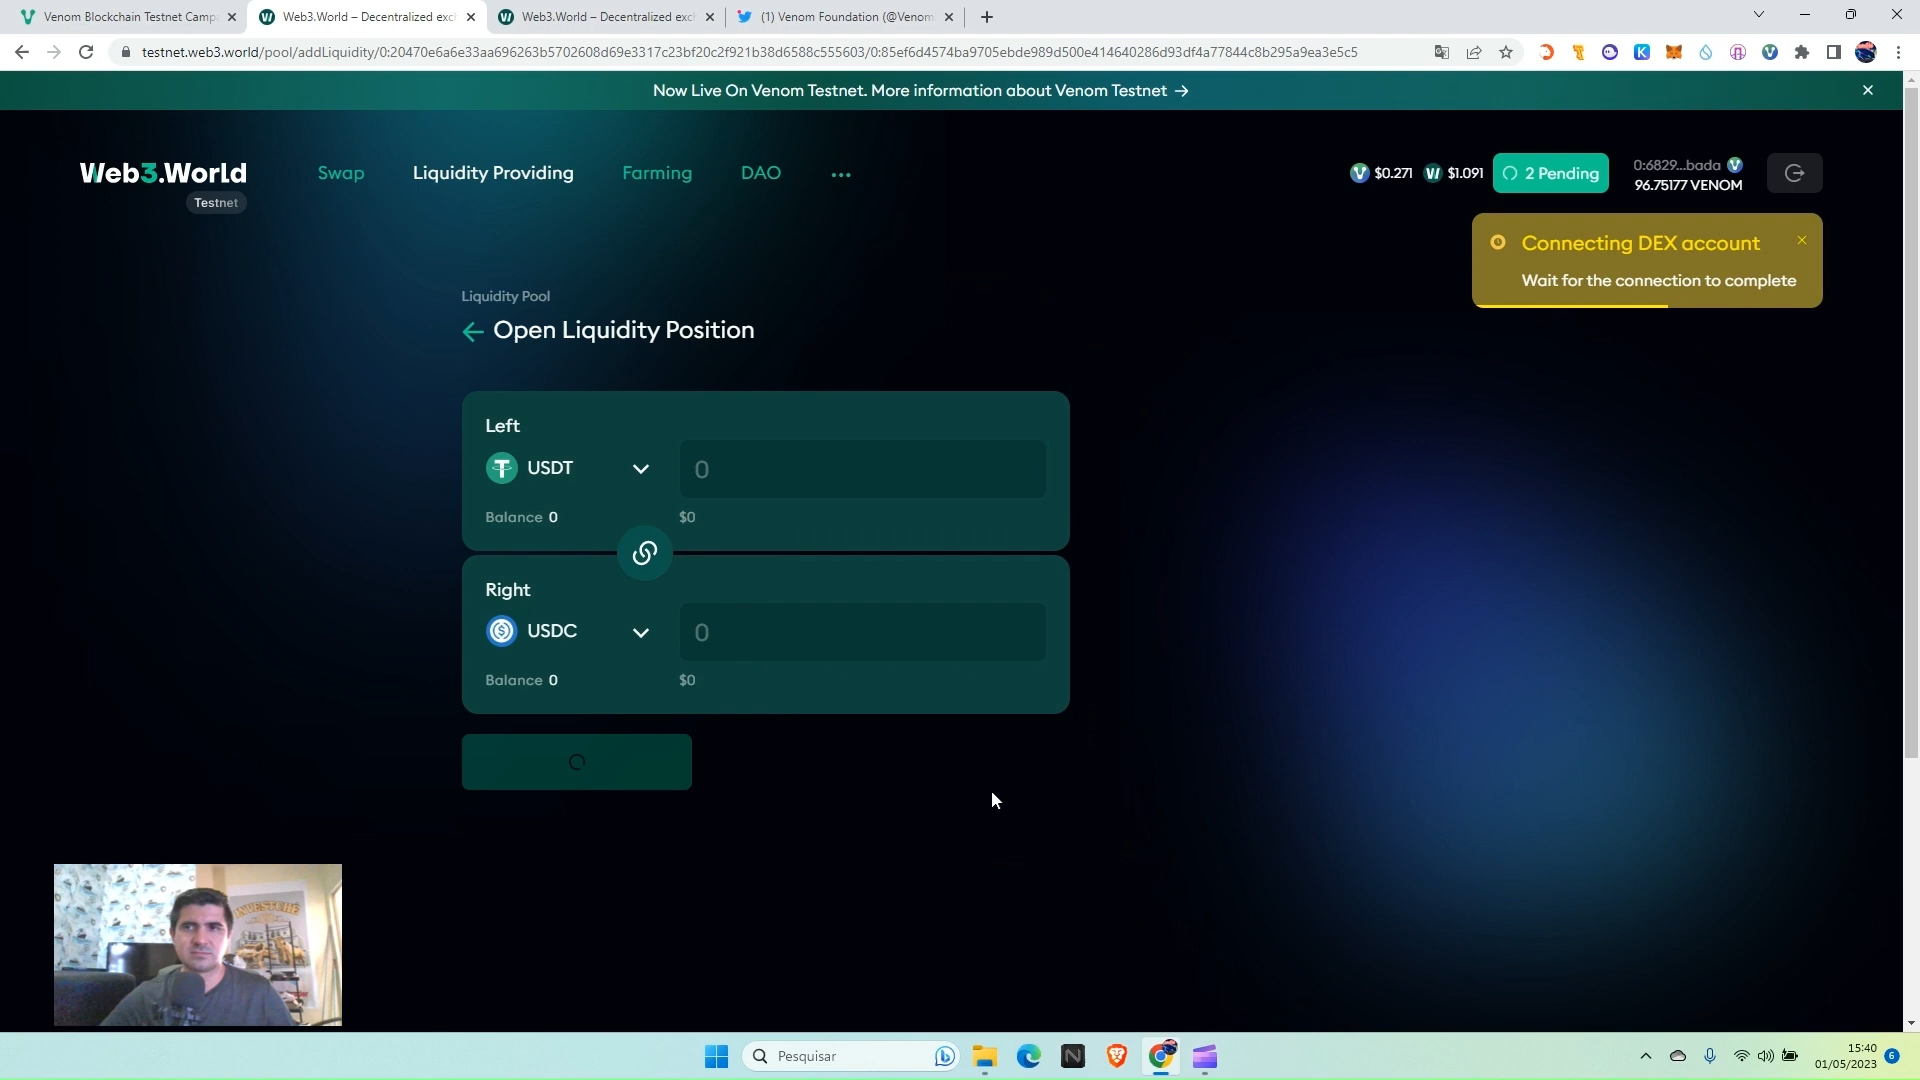 Venom Blockchain Testnet Camp
Web3.World – Decentralized exc
Web3.World – Decentralized exc
(1) Venom Foundation (@Venom
testnet.web3.world/pool/addLiquidity/0:20470e6a6e33aa696263b5702608d69e3317c23bf20c2f921b38d6588c555603/0:85ef6d4574ba9705ebde989d500e414640286d93df4a77844c8b295a9ea3e5c5
Now Live On Venom Testnet. More information about Venom Testnet →
Web3.World
Testnet
Swap
Liquidity Providing
Farming
DAO
...
$0.271
$1.091
2 Pending
0:6829...bada
96.75177 VENOM
Connecting DEX account
Wait for the connection to complete
Liquidity Pool
Open Liquidity Position
Left
USDT
0
Balance 0
$0
Right
USDC
0
Balance 0
$0
INVESTURE
Pesquisar
15:40
01/05/2023
6